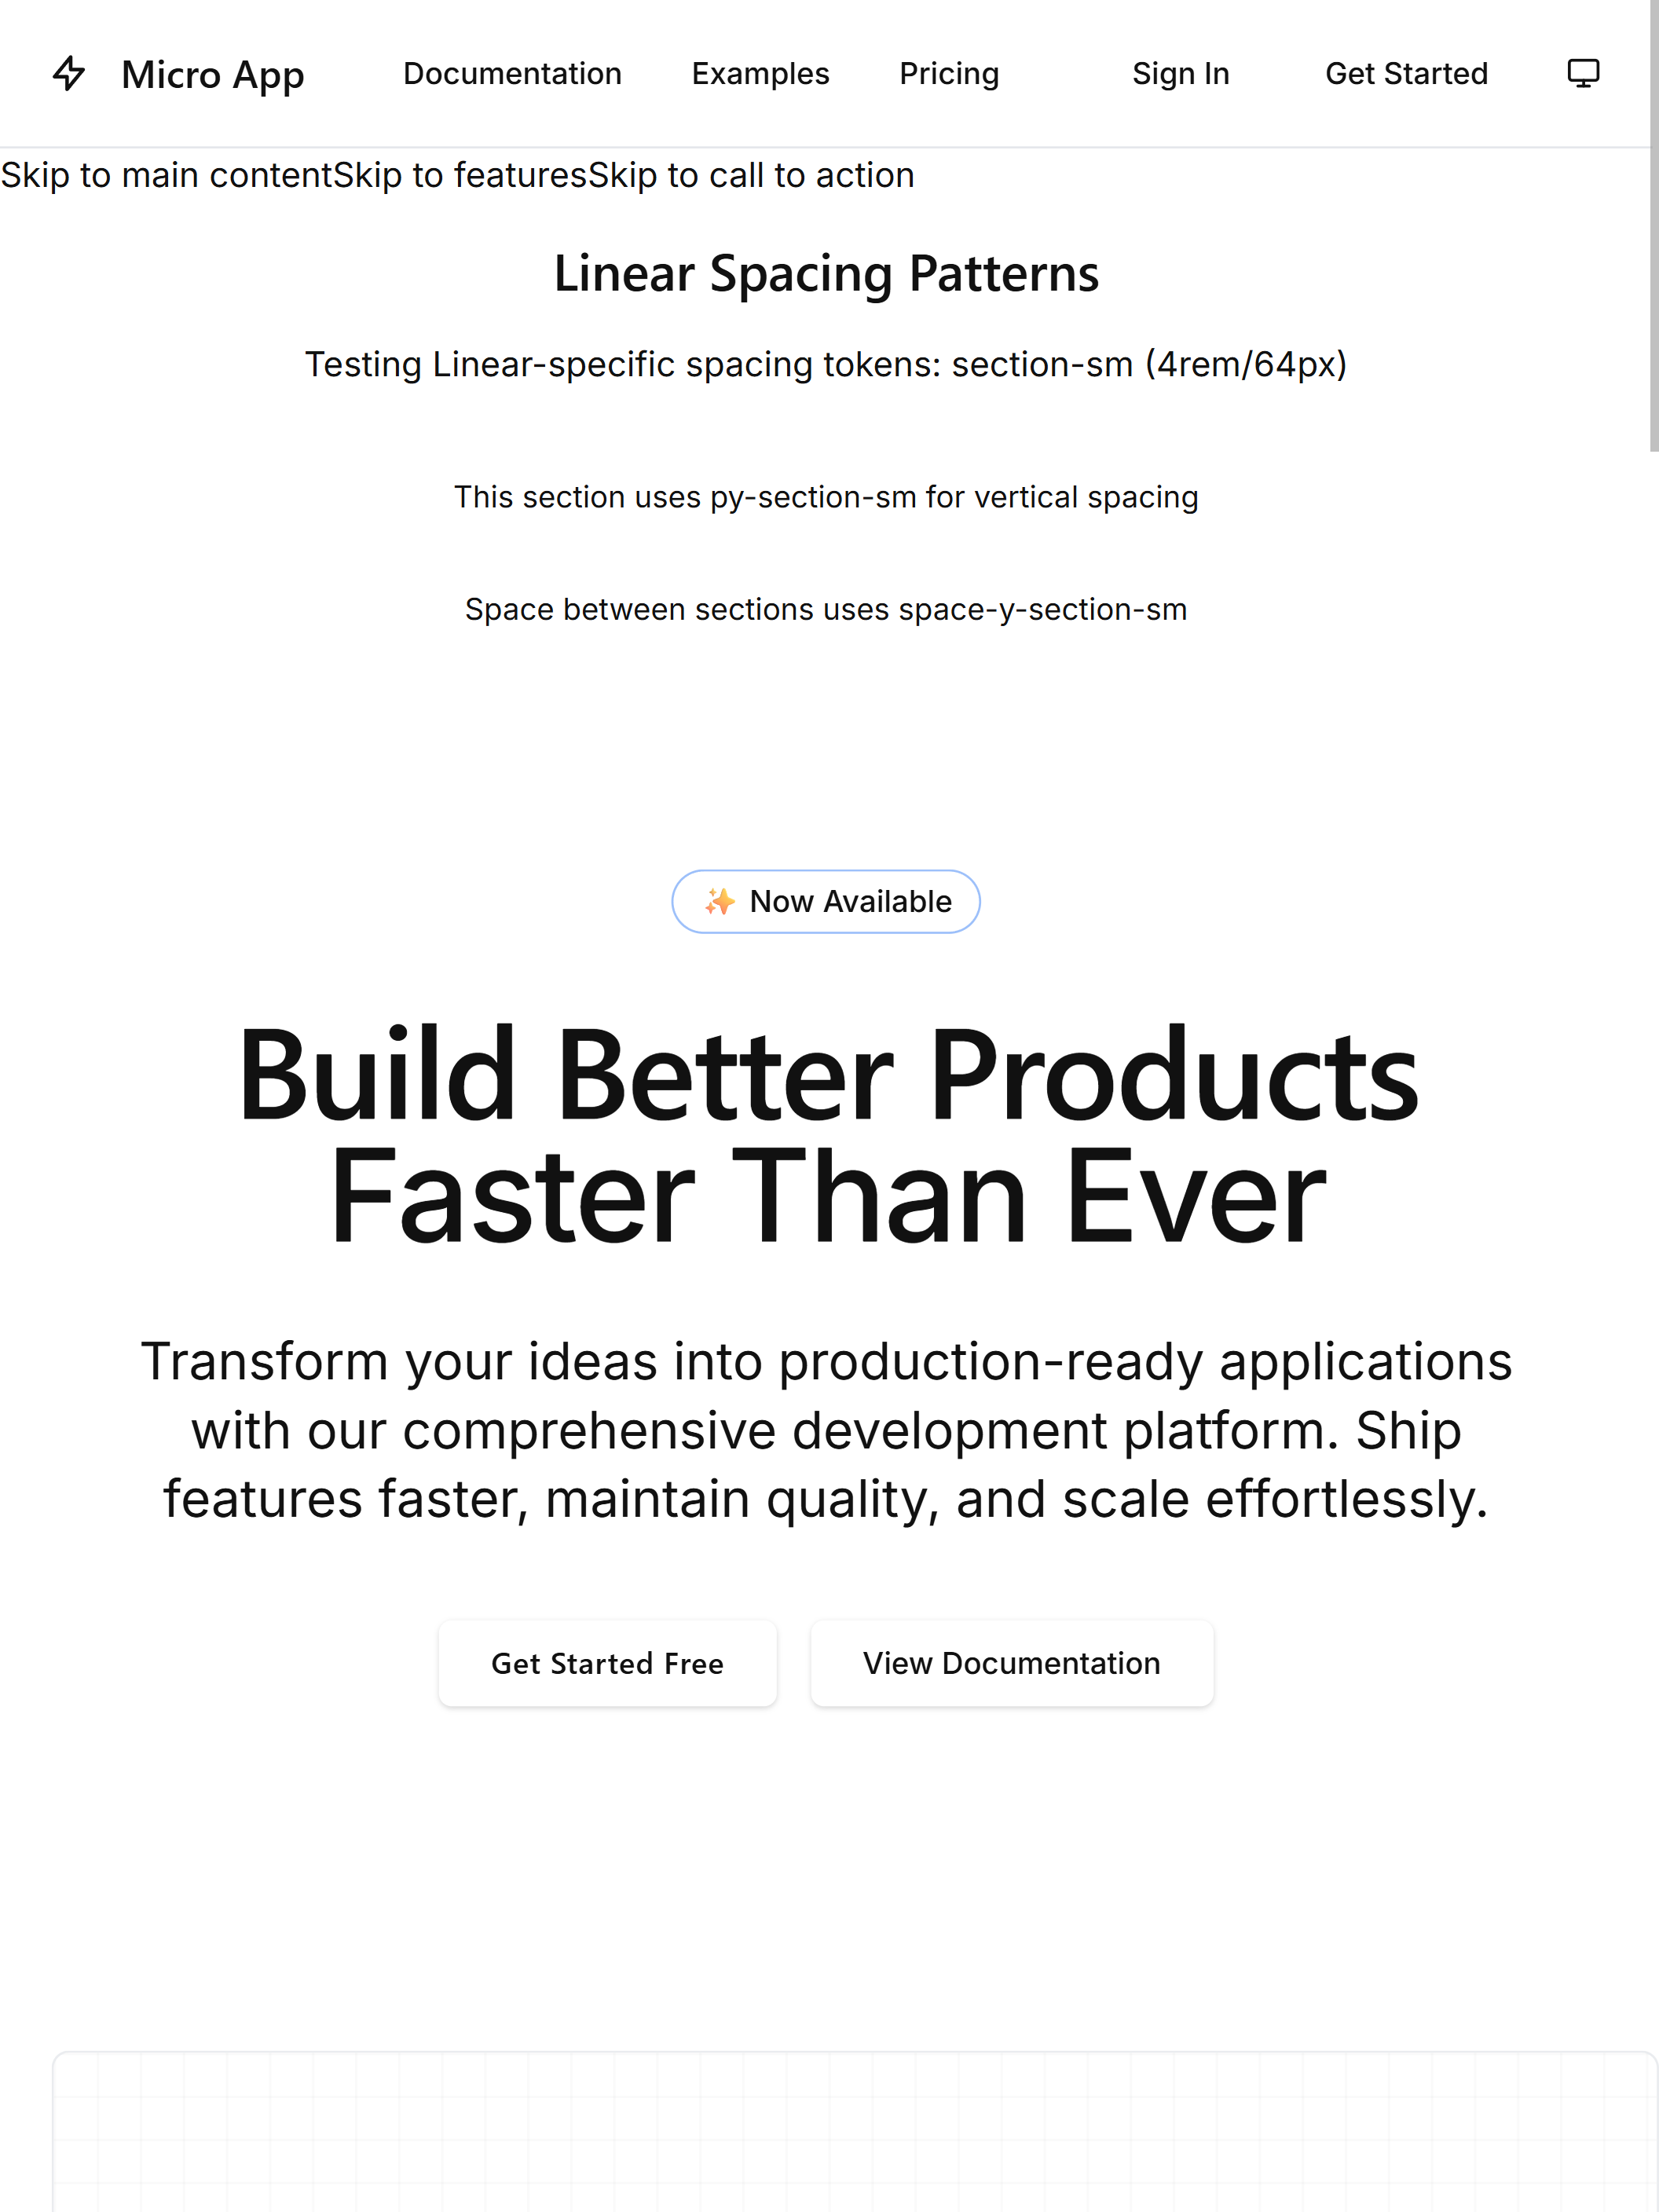 Micro App Documentation Examples Pricing Sign In Get Started
Skip to main contentSkip to featuresSkip to call to action
Linear Spacing Patterns
Testing Linear-specific spacing tokens: section-sm (4rem/64px)
This section uses py-section-sm for vertical spacing
Space between sections uses space-y-section-sm
✨ Now Available
Build Better Products
Faster Than Ever
Transform your ideas into production-ready applications
with our comprehensive development platform. Ship
features faster, maintain quality, and scale effortlessly.
Get Started Free View Documentation